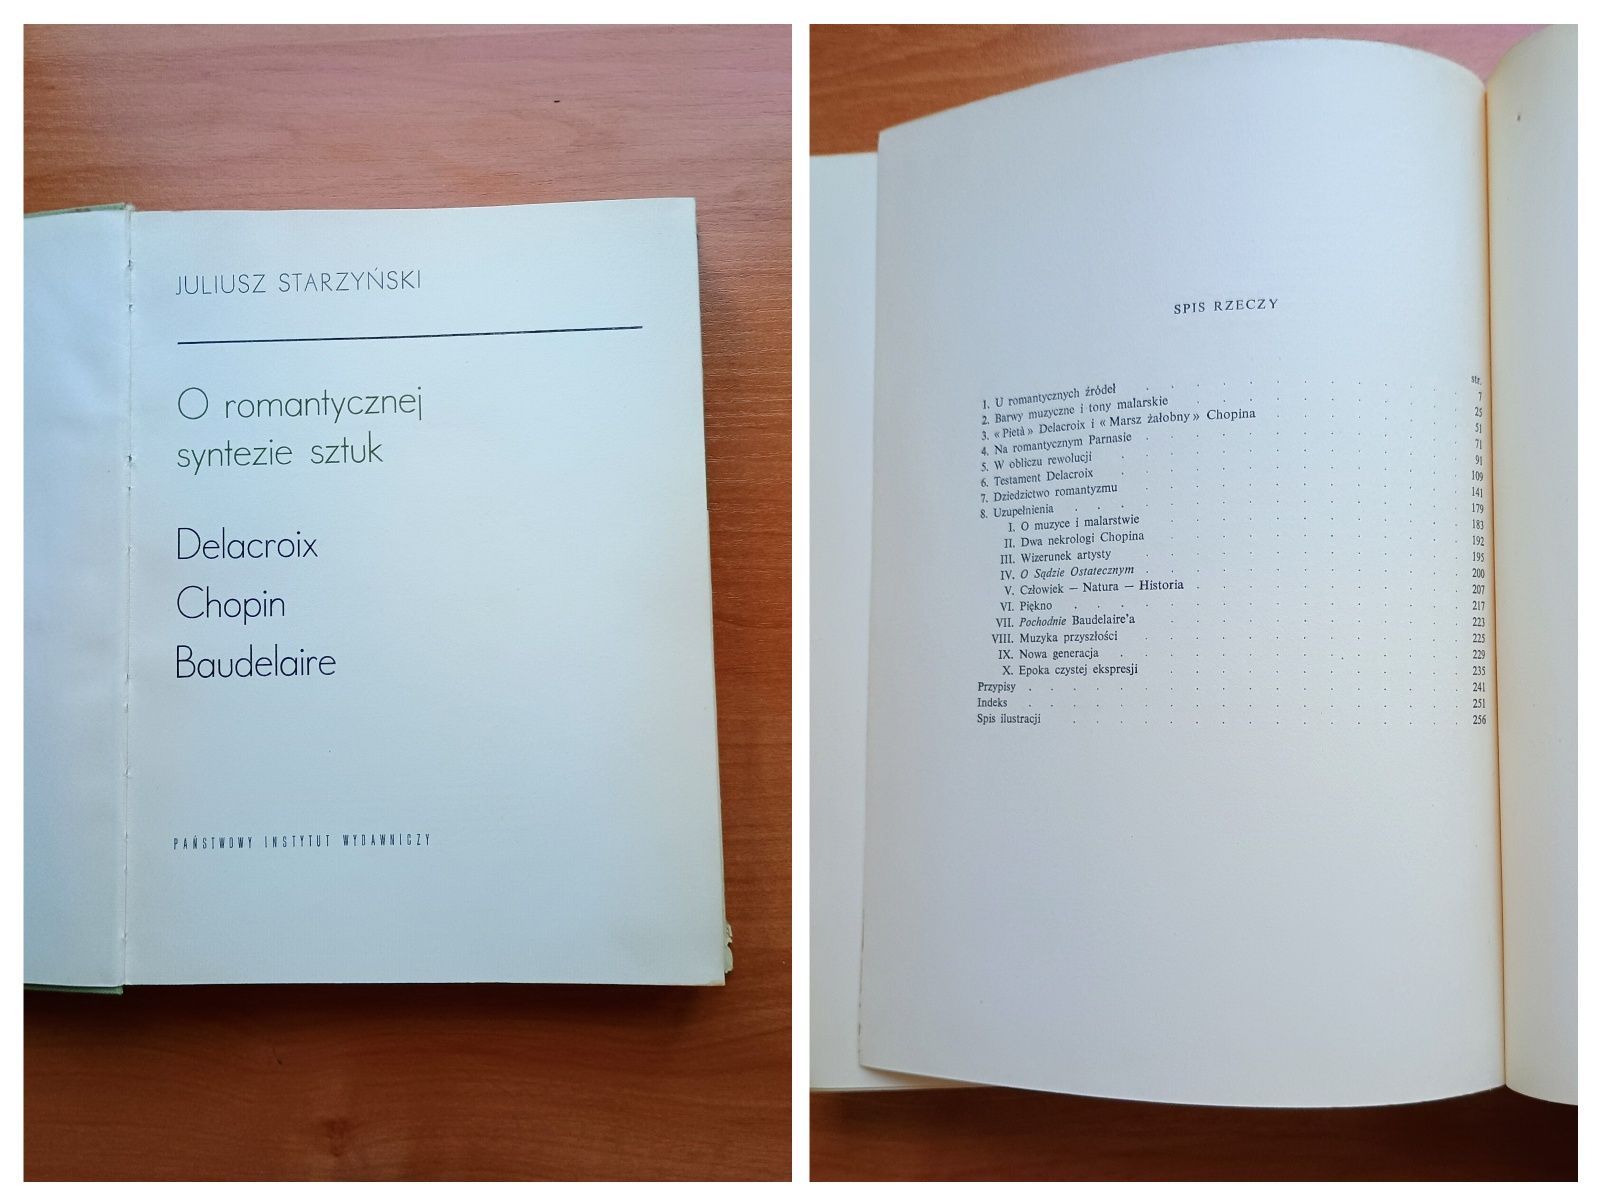 JULIUSZ STARZYŃSKI
O romantycznej
syntezie sztuk
Delacroix
Chopin
Baudelaire
PAŃSTWOWY INSTYTUT WYDAWNICZY
SPIS RZECZY
str.
1. U romantycznych źródeł . . . . . . . . . . . . 7
2. Barwy muzyczne i tony malarskie . . . . . . . . . . . 25
3. « Pietà » Delacroix i « Marsz żałobny » Chopina . . . . . . . . 51
4. Na romantycznym Parnasie . . . . . . . . . . . . 71
5. W obliczu rewolucji . . . . . . . . . . . . . 91
6. Testament Delacroix . . . . . . . . . . . . . 109
7. Dziedzictwo romantyzmu . . . . . . . . . . . . 141
8. Uzupełnienia . . . . . . . . . . . . . . . 179
I. O muzyce i malarstwie . . . . . . . . . . . 183
II. Dwa nekrologi Chopina . . . . . . . . . . . 192
III. Wizerunek artysty . . . . . . . . . . . . 195
IV. O Sądzie Ostatecznym . . . . . . . . . . . . 200
V. Człowiek — Natura — Historia . . . . . . . . . . 207
VI. Piękno . . . . . . . . . . . . . . . 217
VII. Pochodnie Baudelaire'a . . . . . . . . . . . 223
VIII. Muzyka przyszłości . . . . . . . . . . . . 225
IX. Nowa generacja . . . . . . . . . . . . . 229
X. Epoka czystej ekspresji . . . . . . . . . . . 235
Przypisy . . . . . . . . . . . . . . . . . 241
Indeks . . . . . . . . . . . . . . . . . 251
Spis ilustracji . . . . . . . . . . . . . . . 256